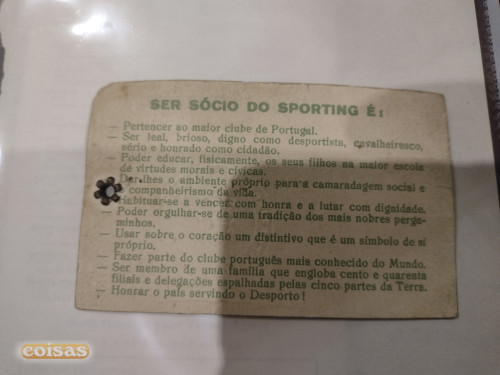 SER SÓCIO DO SPORTING É:
— Pertencer ao maior clube de Portugal.
— Ser leal, brioso, digno como desportista, cavalheiresco,
sério e honrado como cidadão.
— Poder educar, fisicamente, os seus filhos na maior escola
de virtudes morais e cívicas.
— Dar-lhes o ambiente próprio para a camaradagem social e
companheirismo da vida.
Habituar-se a vencer com honra e a lutar com dignidade.
— Poder orgulhar-se de uma tradição dos mais nobres perga-
minhos.
— Usar sobre o coração um distintivo que é um símbolo de si
próprio.
— Fazer parte do clube português mais conhecido do Mundo.
— Ser membro de uma família que engloba cento e quarenta
filiais e delegações espalhadas pelas cinco partes da Terra.
— Honrar o país servindo o Desporto!
coisas